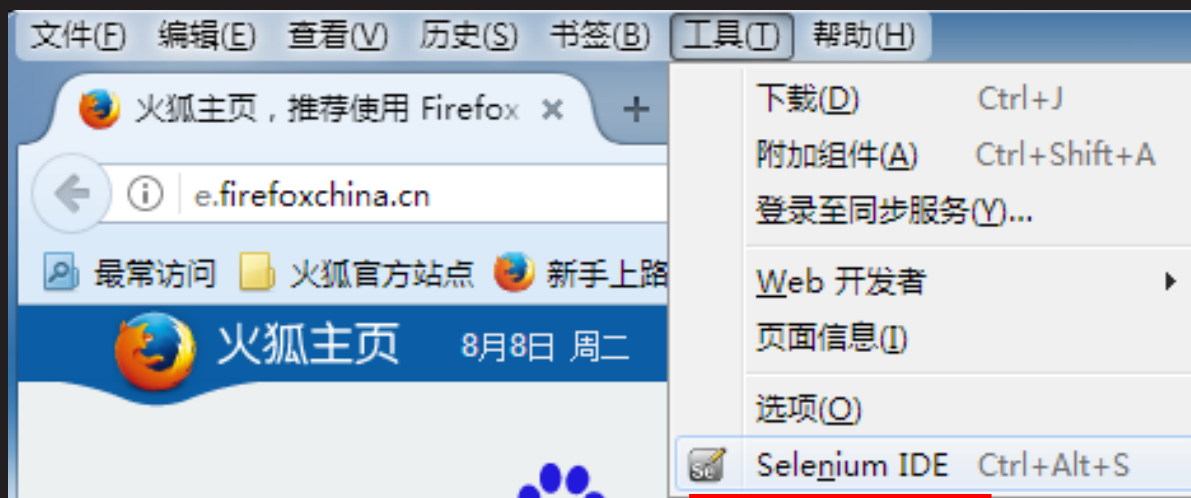 文件(F) 编辑(E) 查看(V) 历史(S) 书签(B) 工具(T) 帮助(H)
火狐主页，推荐使用 Firefox
下载(D) Ctrl+J
附加组件(A) Ctrl+Shift+A
e.firefoxchina.cn
登录至同步服务(Y)...
最常访问 火狐官方站点 新手上路
Web 开发者
火狐主页 8月8日 周二
页面信息(I)
选项(O)
Selenium IDE Ctrl+Alt+S